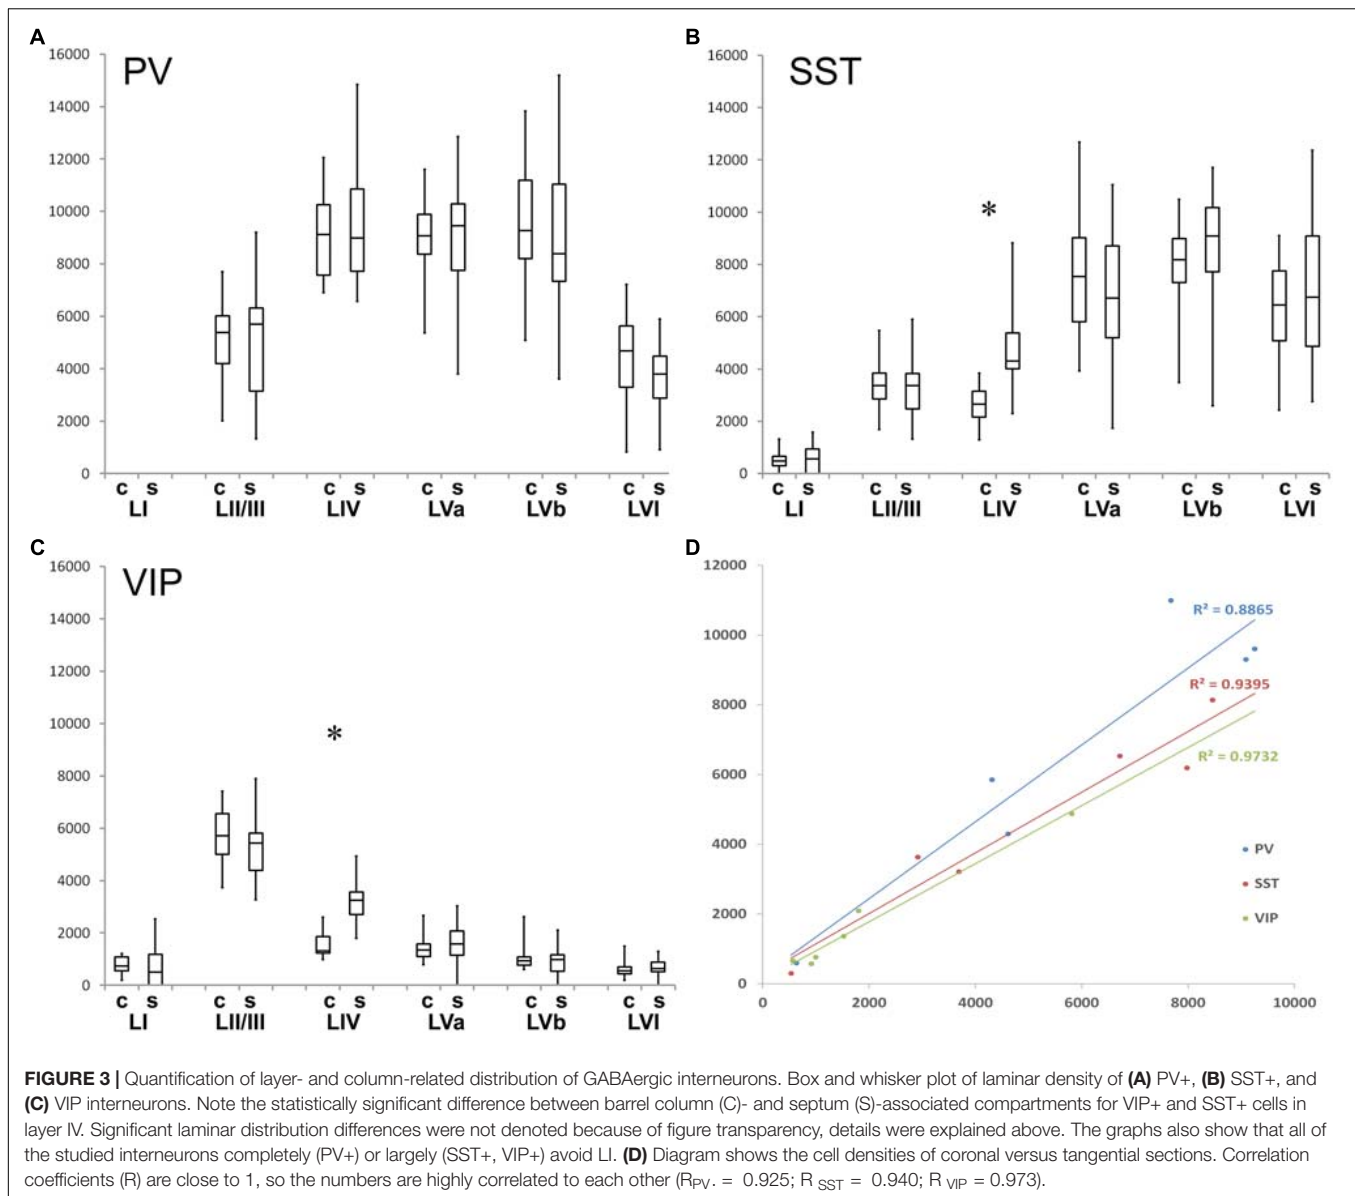 A
PV
16000
14000
12000
10000
8000
6000
4000
2000
0
c s c s c s c s c s c s
LI LII/III LIV LVa LVb LVI
B
SST
16000
14000
12000
10000
8000
6000
4000
2000
0
*
c s c s c s c s c s c s
LI LII/III LIV LVa LVb LVI
C
VIP
16000
14000
12000
10000
8000
6000
4000
2000
0
*
c s c s c s c s c s c s
LI LII/III LIV LVa LVb LVI
D
12000
10000
8000
6000
4000
2000
0
R² = 0.8865
R² = 0.9395
R² = 0.9732
PV
SST
VIP
0 2000 4000 6000 8000 10000
FIGURE 3 | Quantification of layer- and column-related distribution of GABAergic interneurons. Box and whisker plot of laminar density of (A) PV+, (B) SST+, and
(C) VIP interneurons. Note the statistically significant difference between barrel column (C)- and septum (S)-associated compartments for VIP+ and SST+ cells in
layer IV. Significant laminar distribution differences were not denoted because of figure transparency, details were explained above. The graphs also show that all of
the studied interneurons completely (PV+) or largely (SST+, VIP+) avoid LI. (D) Diagram shows the cell densities of coronal versus tangential sections. Correlation
coefficients (R) are close to 1, so the numbers are highly correlated to each other (RPV. = 0.925; R SST = 0.940; R VIP = 0.973).